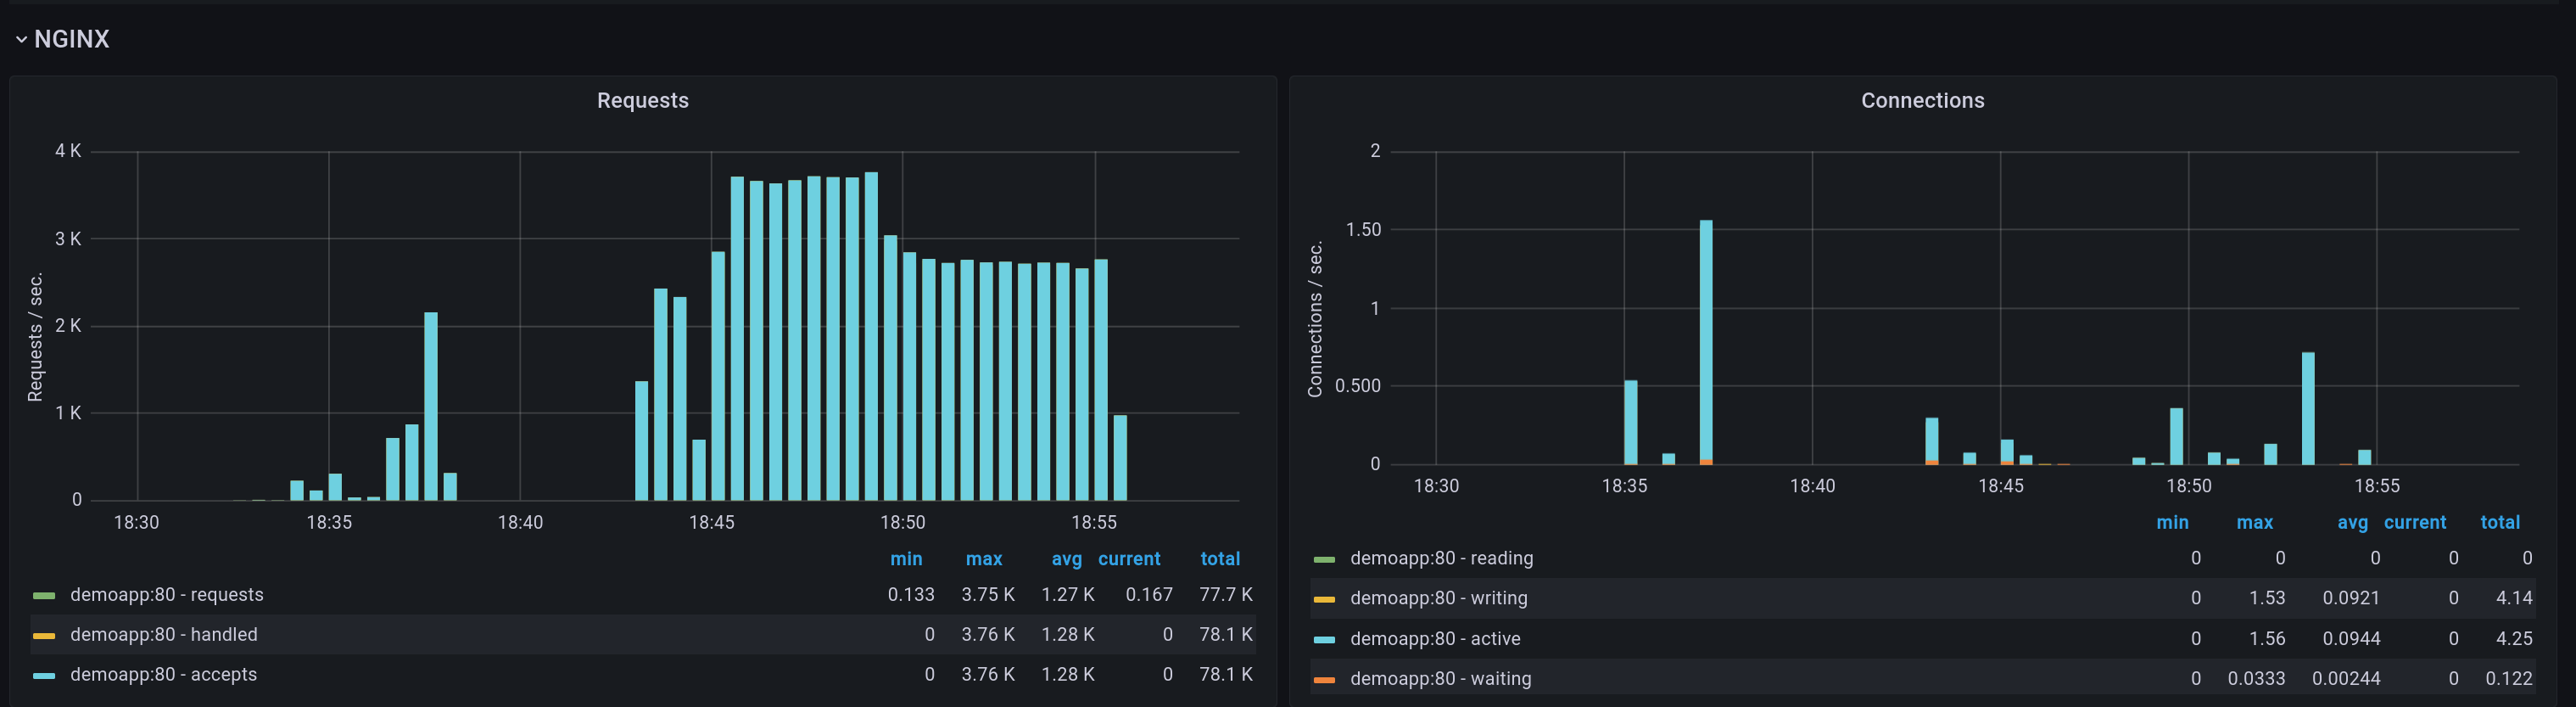 NGINX
Requests
4 K
3 K
2 K
1 K
0
Requests / sec.
18:30 18:35 18:40 18:45 18:50 18:55
min max avg current total
demoapp:80 - requests 0.133 3.75 K 1.27 K 0.167 77.7 K
demoapp:80 - handled 0 3.76 K 1.28 K 0 78.1 K
demoapp:80 - accepts 0 3.76 K 1.28 K 0 78.1 K
Connections
2
1.50
1
0.500
0
Connections / sec.
18:30 18:35 18:40 18:45 18:50 18:55
min max avg current total
demoapp:80 - reading 0 0 0 0 0
demoapp:80 - writing 0 1.53 0.0921 0 4.14
demoapp:80 - active 0 1.56 0.0944 0 4.25
demoapp:80 - waiting 0 0.0333 0.00244 0 0.122